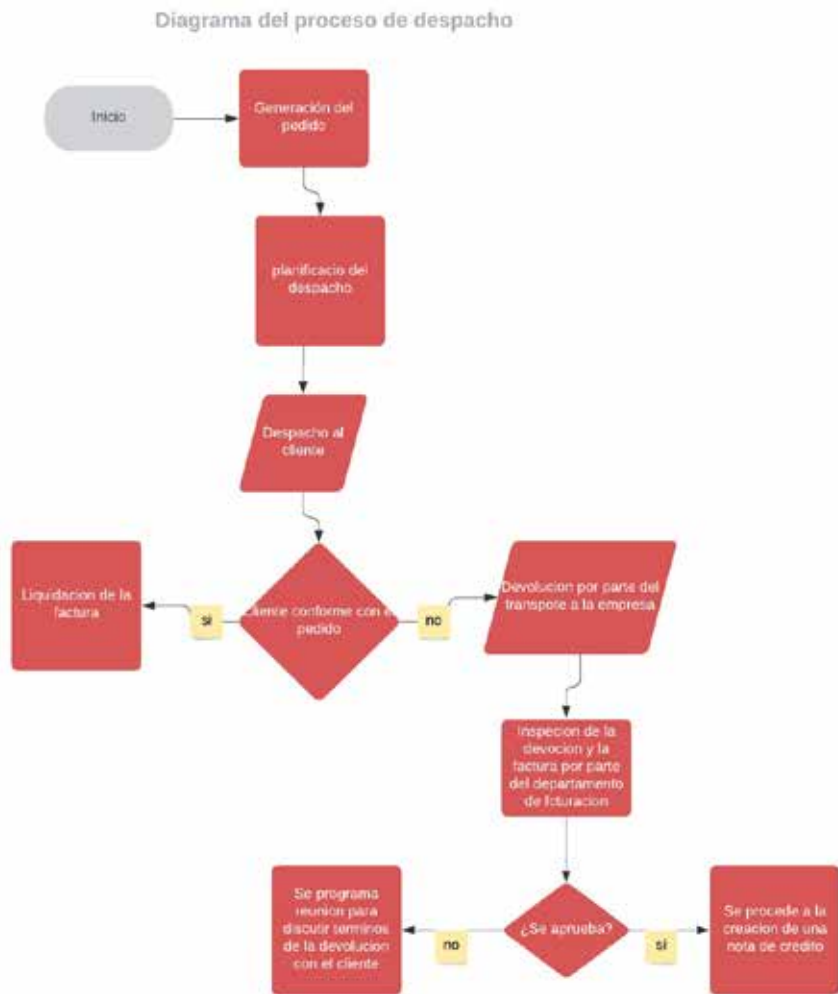 Diagrama del proceso de despacho
Inicio
Generación del
pedido
planificacio del
despacho.
Despacho al
cliente
Liquidacion de la
factura
si
cliente conforme con el
pedido
no
Devolucion por parte del
transpote a la empresa
Inspecion de la
devocion y la
factura por parte
del departamento
de fcturacion
Se programa
reunion para
discutir terminos
de la devolucion
con el cliente
no
¿Se aprueba?
si
Se procede a la
creacion de una
nota de crédito